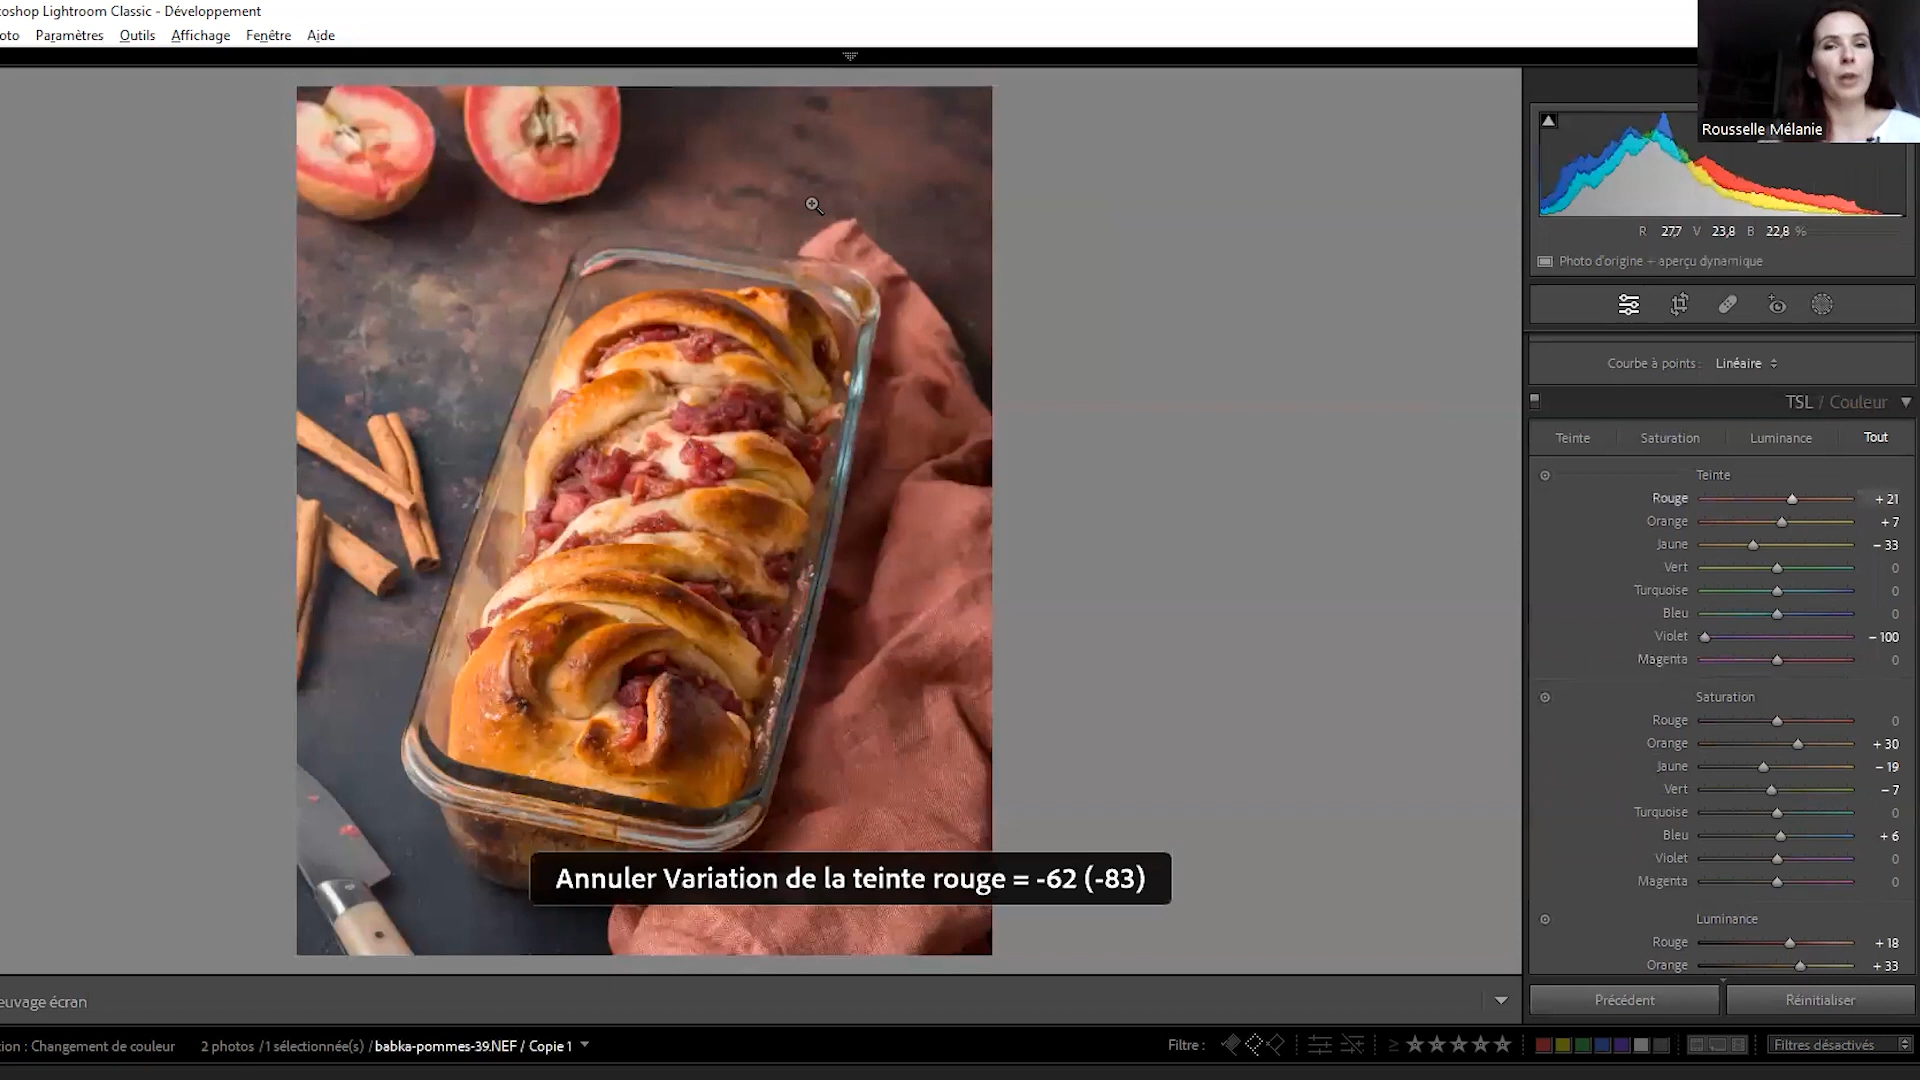 toshop Lightroom Classic - Développement
oto Paramètres Outils Affichage Fenêtre Aide
Rousselle Mélanie
R 27,7 V 23,8 B 22,8 %
Photo d'origine + aperçu dynamique
Courbe à points : Linéaire
TSL / Couleur
Teinte Saturation Luminance Tout
Teinte
Rouge + 21
Orange + 7
Jaune - 33
Vert 0
Turquoise 0
Bleu 0
Violet - 100
Magenta 0
Saturation
Rouge 0
Orange + 30
Jaune - 19
Vert - 7
Turquoise 0
Bleu + 6
Violet 0
Magenta 0
Luminance
Rouge + 18
Orange + 33
Annuler Variation de la teinte rouge = -62 (-83)
euvage écran
Précédent Réinitialiser
tion : Changement de couleur 2 photos / 1 sélectionnée(s) / babka-pommes-39.NEF / Copie 1
Filtre : ≥ Filtres désactivés